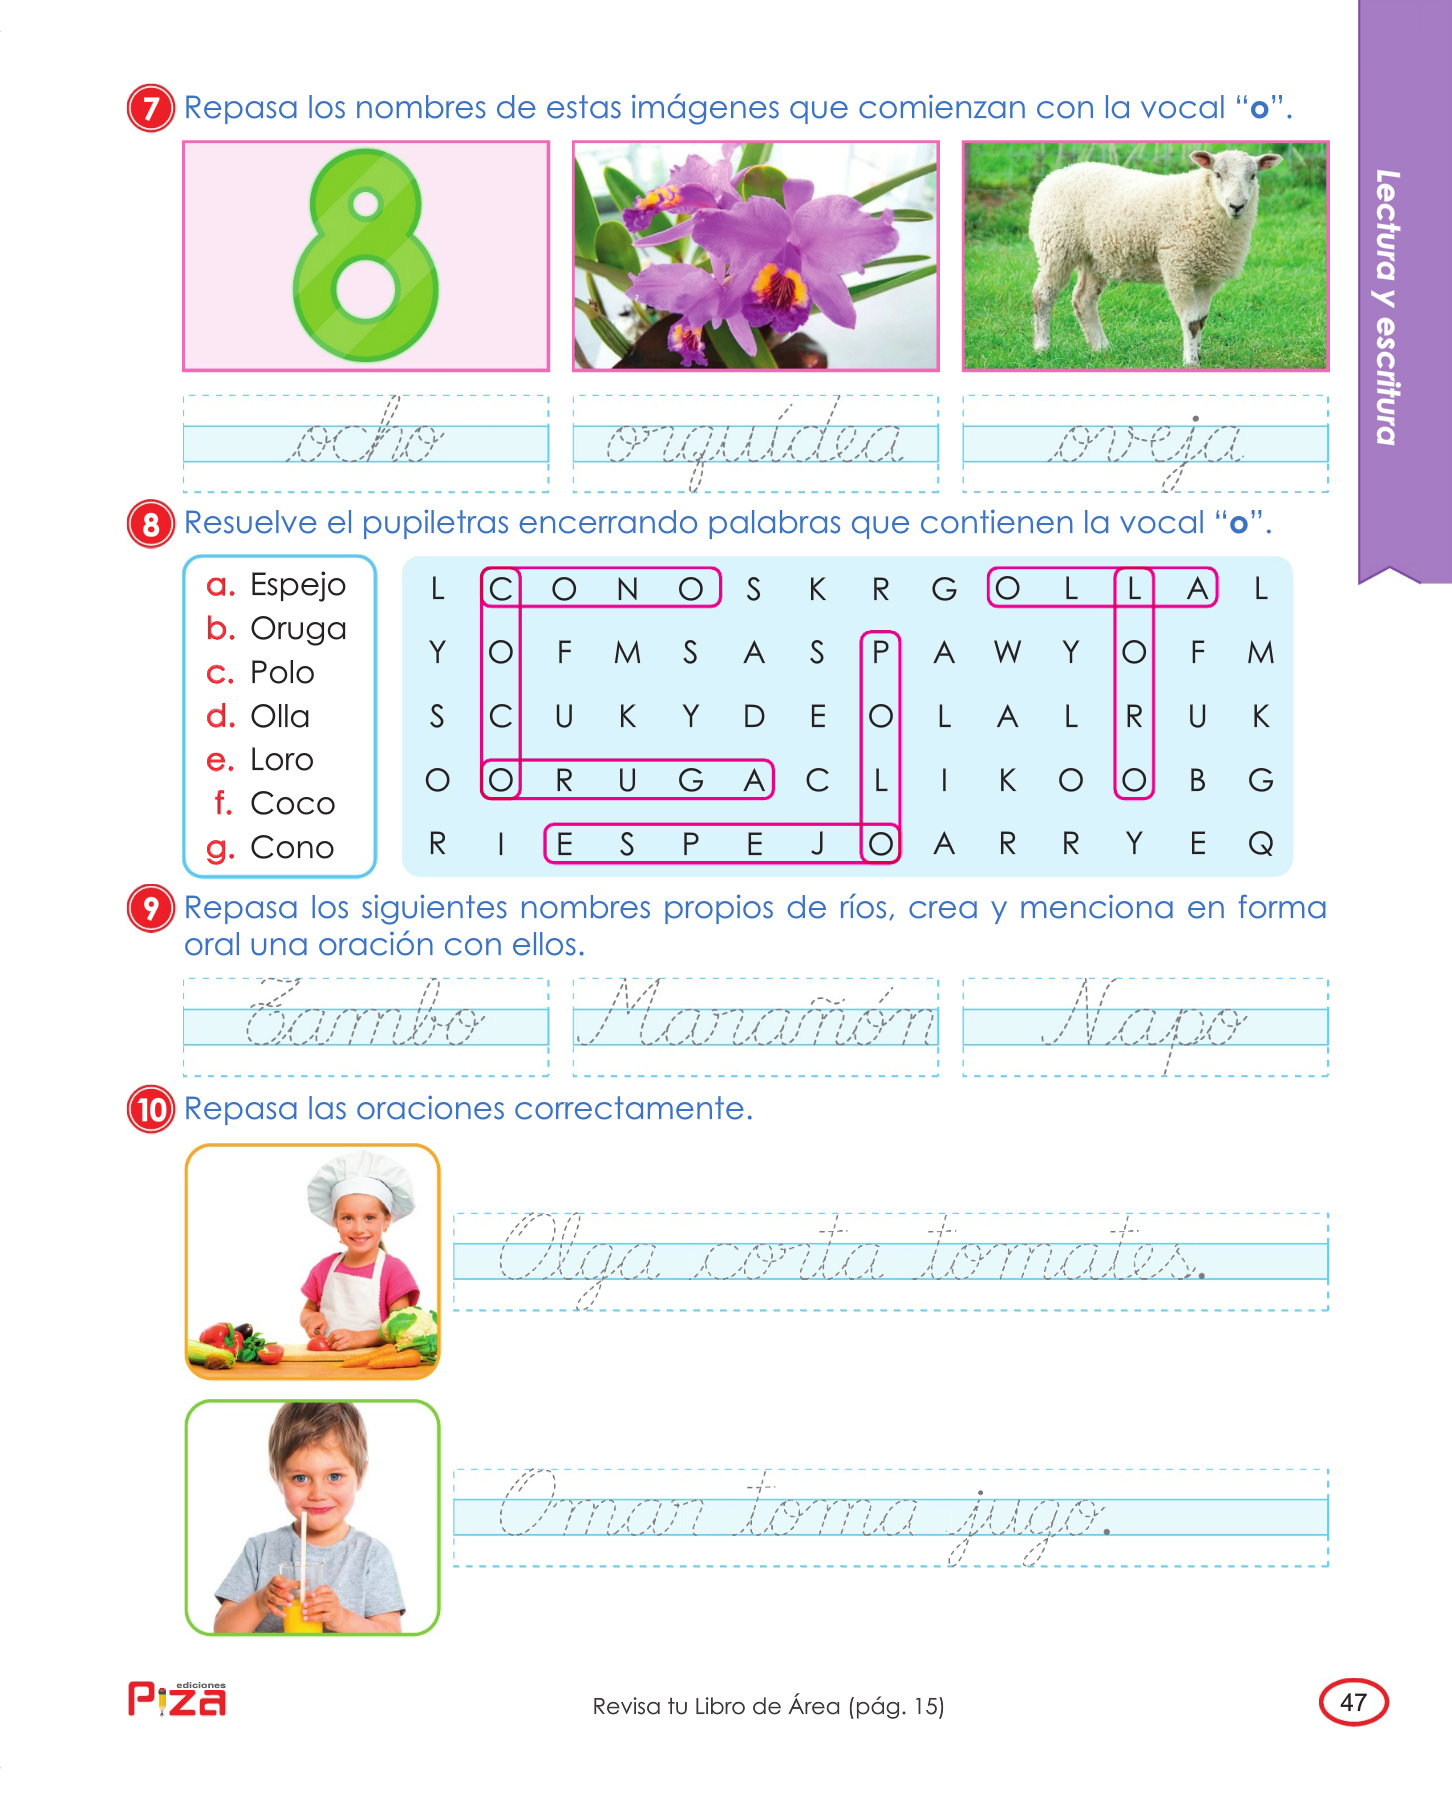 7 Repasa los nombres de estas imágenes que comienzan con la vocal “o”.
8
ocho orquídea oveja
8 Resuelve el pupiletras encerrando palabras que contienen la vocal “o”.
a. Espejo
b. Oruga
c. Polo
d. Olla
e. Loro
f. Coco
g. Cono
L C O N O S K R G O L L A L
Y O F M S A S P A W Y O F M
S C U K Y D E O L A L R U K
O O R U G A C L I K O O B G
R I E S P E J O A R R Y E Q
9 Repasa los siguientes nombres propios de ríos, crea y menciona en forma
oral una oración con ellos.
Zambo Marañón Napo
10 Repasa las oraciones correctamente.
Olga corta tomates.
Omar toma jugo.
Lectura y escritura
ediciones
Piza
Revisa tu Libro de Área (pág. 15)
47